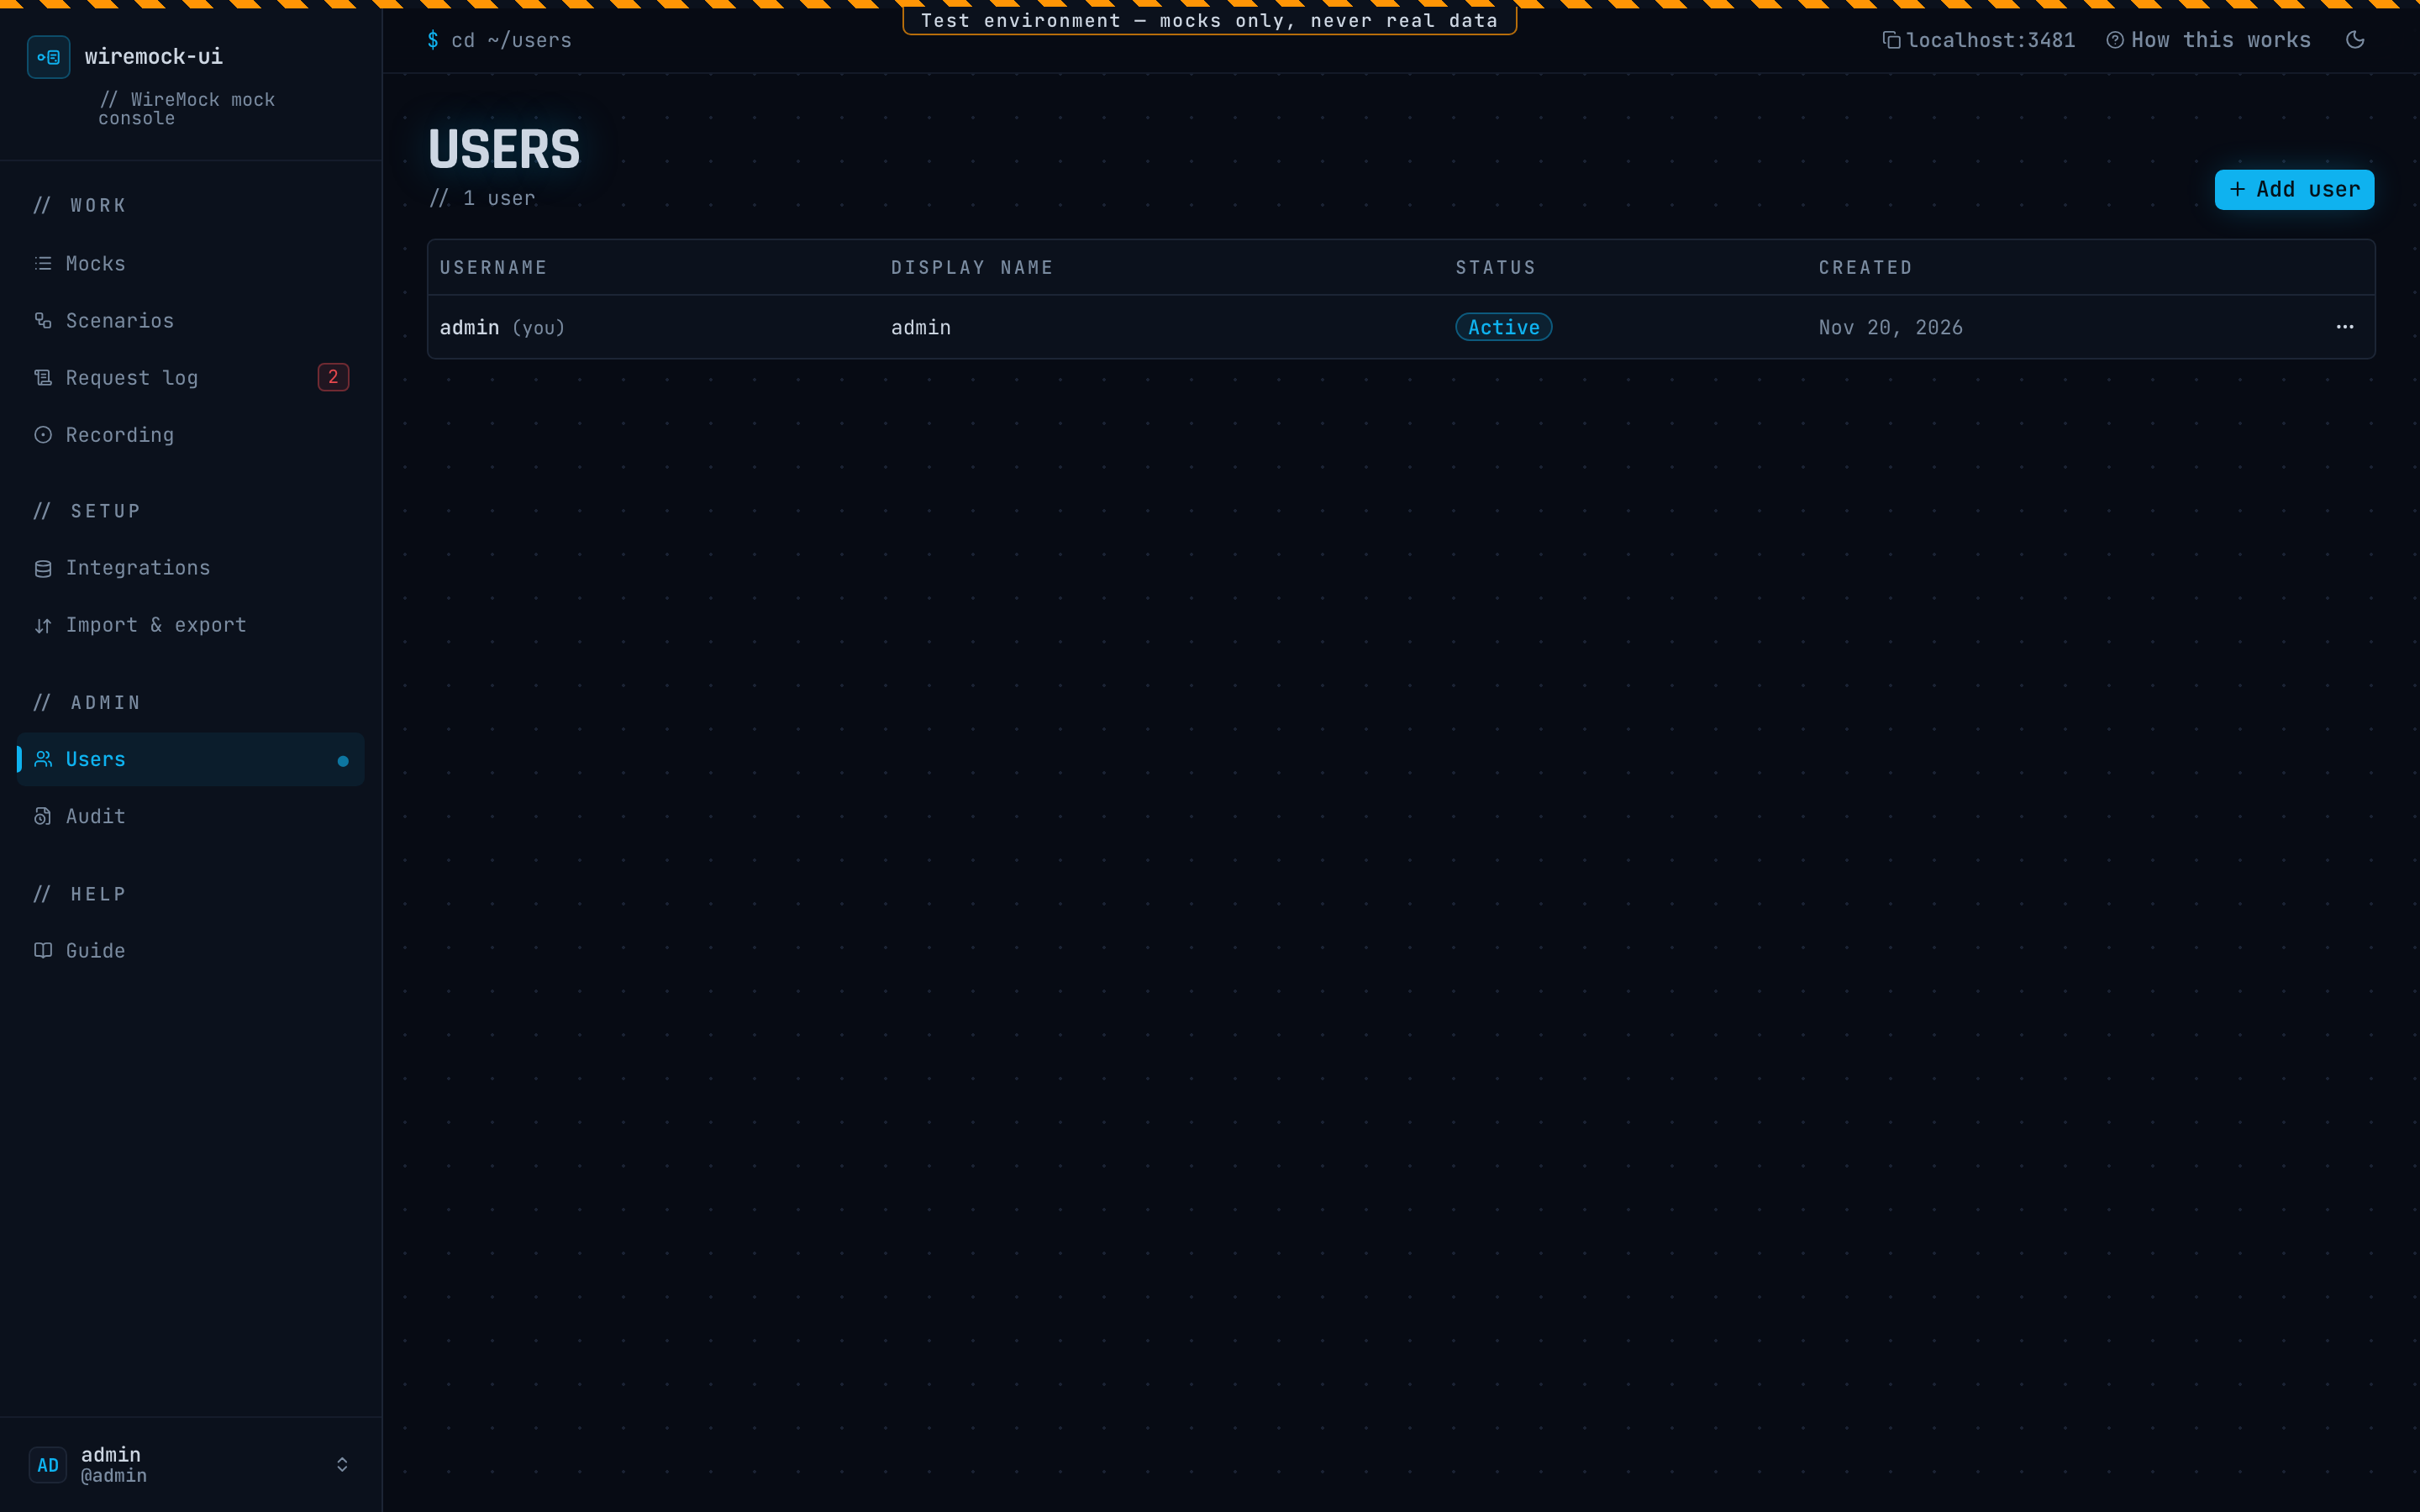 Test environment — mocks only, never real data
wiremock-ui
// WireMock mock
console
$ cd ~/users
localhost:3481
How this works
// WORK
Mocks
Scenarios
Request log 2
Recording
// SETUP
Integrations
Import & export
// ADMIN
Users
Audit
// HELP
Guide
AD
admin
@admin
USERS
// 1 user
+ Add user
USERNAME DISPLAY NAME STATUS CREATED
admin (you) admin Active Nov 20, 2026